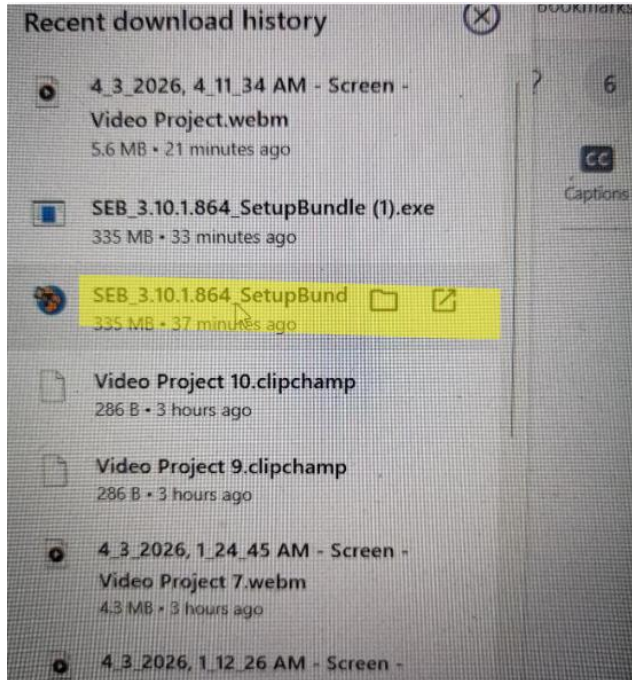 Recent download history
bookmarks
4_3_2026, 4_11_34 AM - Screen -
Video Project.webm
5.6 MB • 21 minutes ago
? 6
CC
Captions
SEB_3.10.1.864_SetupBundle (1).exe
335 MB • 33 minutes ago
SEB_3.10.1.864_SetupBund
335 MB • 37 minutes ago
Video Project 10.clipchamp
286 B • 3 hours ago
Video Project 9.clipchamp
286 B • 3 hours ago
4_3_2026, 1_24_45 AM - Screen -
Video Project 7.webm
4.3 MB • 3 hours ago
4_3_2026, 1_12_26 AM - Screen -